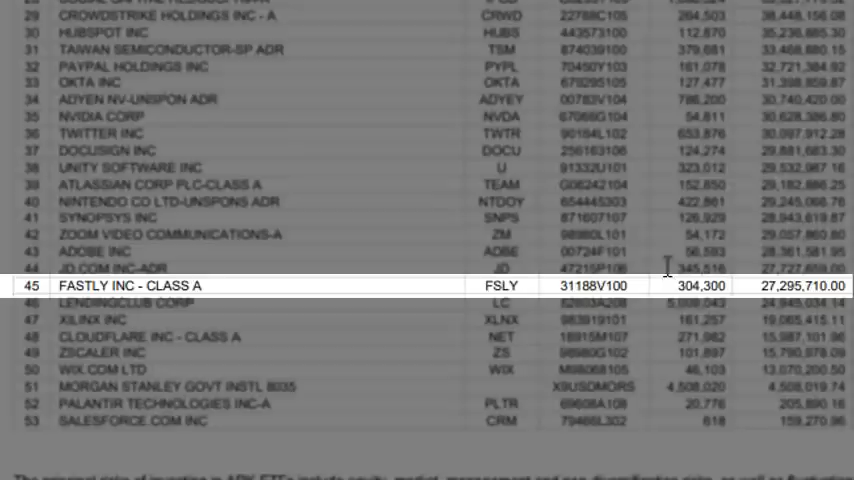 29 CROWDSTRIKE HOLDINGS INC - A CRWD 22788C105 264,503 38,448,156.08
30 HUBSPOT INC HUBS 443573100 112,870 35,236,885.30
31 TAIWAN SEMICONDUCTOR-SP ADR TSM 874039100 379,681 33,468,880.15
32 PAYPAL HOLDINGS INC PYPL 70450Y103 161,078 32,721,384.92
33 OKTA INC OKTA 679295105 127,477 31,398,859.87
34 ADYEN NV-UNSPON ADR ADYEY 00783V104 786,200 30,740,420.00
35 NVIDIA CORP NVDA 67066G104 54,811 30,628,386.80
36 TWITTER INC TWTR 90184L102 653,876 30,097,912.28
37 DOCUSIGN INC DOCU 256163106 124,274 29,881,683.30
38 UNITY SOFTWARE INC U 91332U101 323,012 29,532,987.16
39 ATLASSIAN CORP PLC-CLASS A TEAM G06242104 152,850 29,182,886.25
40 NINTENDO CO LTD-UNSPONS ADR NTDOY 654445303 422,861
41 SYNOPSYS INC SNPS 871607107 126,929 28,943,619.87
42 ZOOM VIDEO COMMUNICATIONS-A ZM 98980L101 54,172 29,057,860.80
43 ADOBE INC ADBE 00724F101 56,593 28,361,581.95
44 JD.COM INC-ADR JD 47215P106 345,516 27,727,659.00
45 FASTLY INC - CLASS A FSLY 31188V100 304,300 27,295,710.00
46 LENDINGCLUB CORP LC
47 XILINX INC XLNX 983919101 161,257 19,065,415.11
48 CLOUDFLARE INC - CLASS A NET 18915M107 271,982 15,987,101.96
49 ZSCALER INC ZS 98980G102 101,897 15,790,978.09
50 WIX.COM LTD WIX M98068105 46,103 13,070,200.50
51 MORGAN STANLEY GOVT INSTL 8035 X9USDMORS 4,508,020 4,508,019.74
52 PALANTIR TECHNOLOGIES INC-A PLTR 69608A108 20,776 205,890.16
53 SALESFORCE.COM INC CRM 79466L302 618 159,270.96